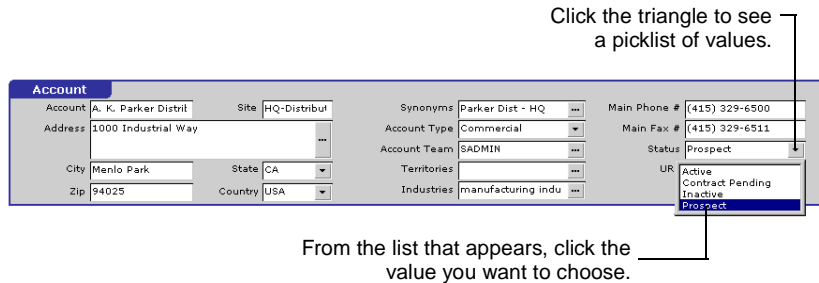 Click the triangle to see
a picklist of values.
Account
Account A. K. Parker Distrib Site HQ-Distribut Synonyms Parker Dist - HQ ... Main Phone # (415) 329-6500
Address 1000 Industrial Way ... Account Type Commercial Main Fax # (415) 329-6511
Account Team SADMIN ... Status Prospect
City Menlo Park State CA Territories ... UR
Zip 94025 Country USA Industries manufacturing indu ...
Active
Contract Pending
Inactive
Prospect
From the list that appears, click the
value you want to choose.